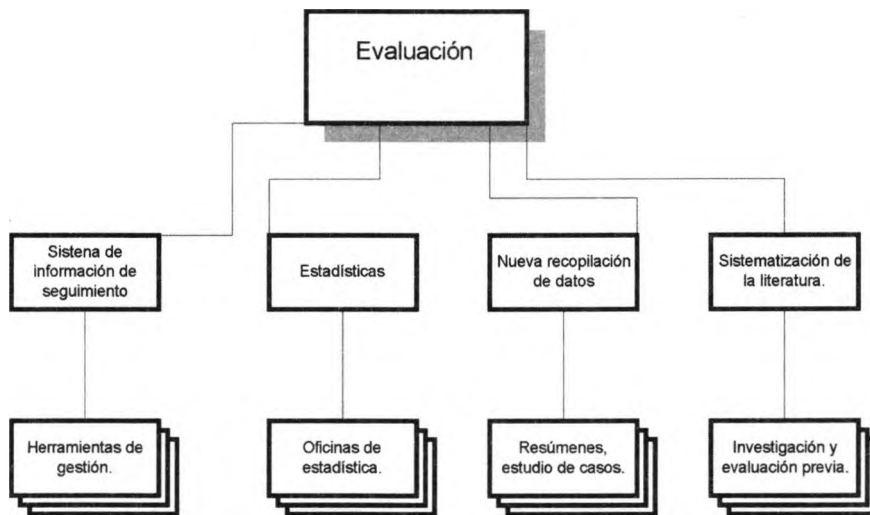 Evaluación
Sistena de
información de
seguimiento
Estadísticas
Nueva recopilación
de datos
Sistematización de
la literatura.
Herramientas de
gestión.
Oficinas de
estadística.
Resúmenes,
estudio de casos.
Investigación y
evaluación previa.